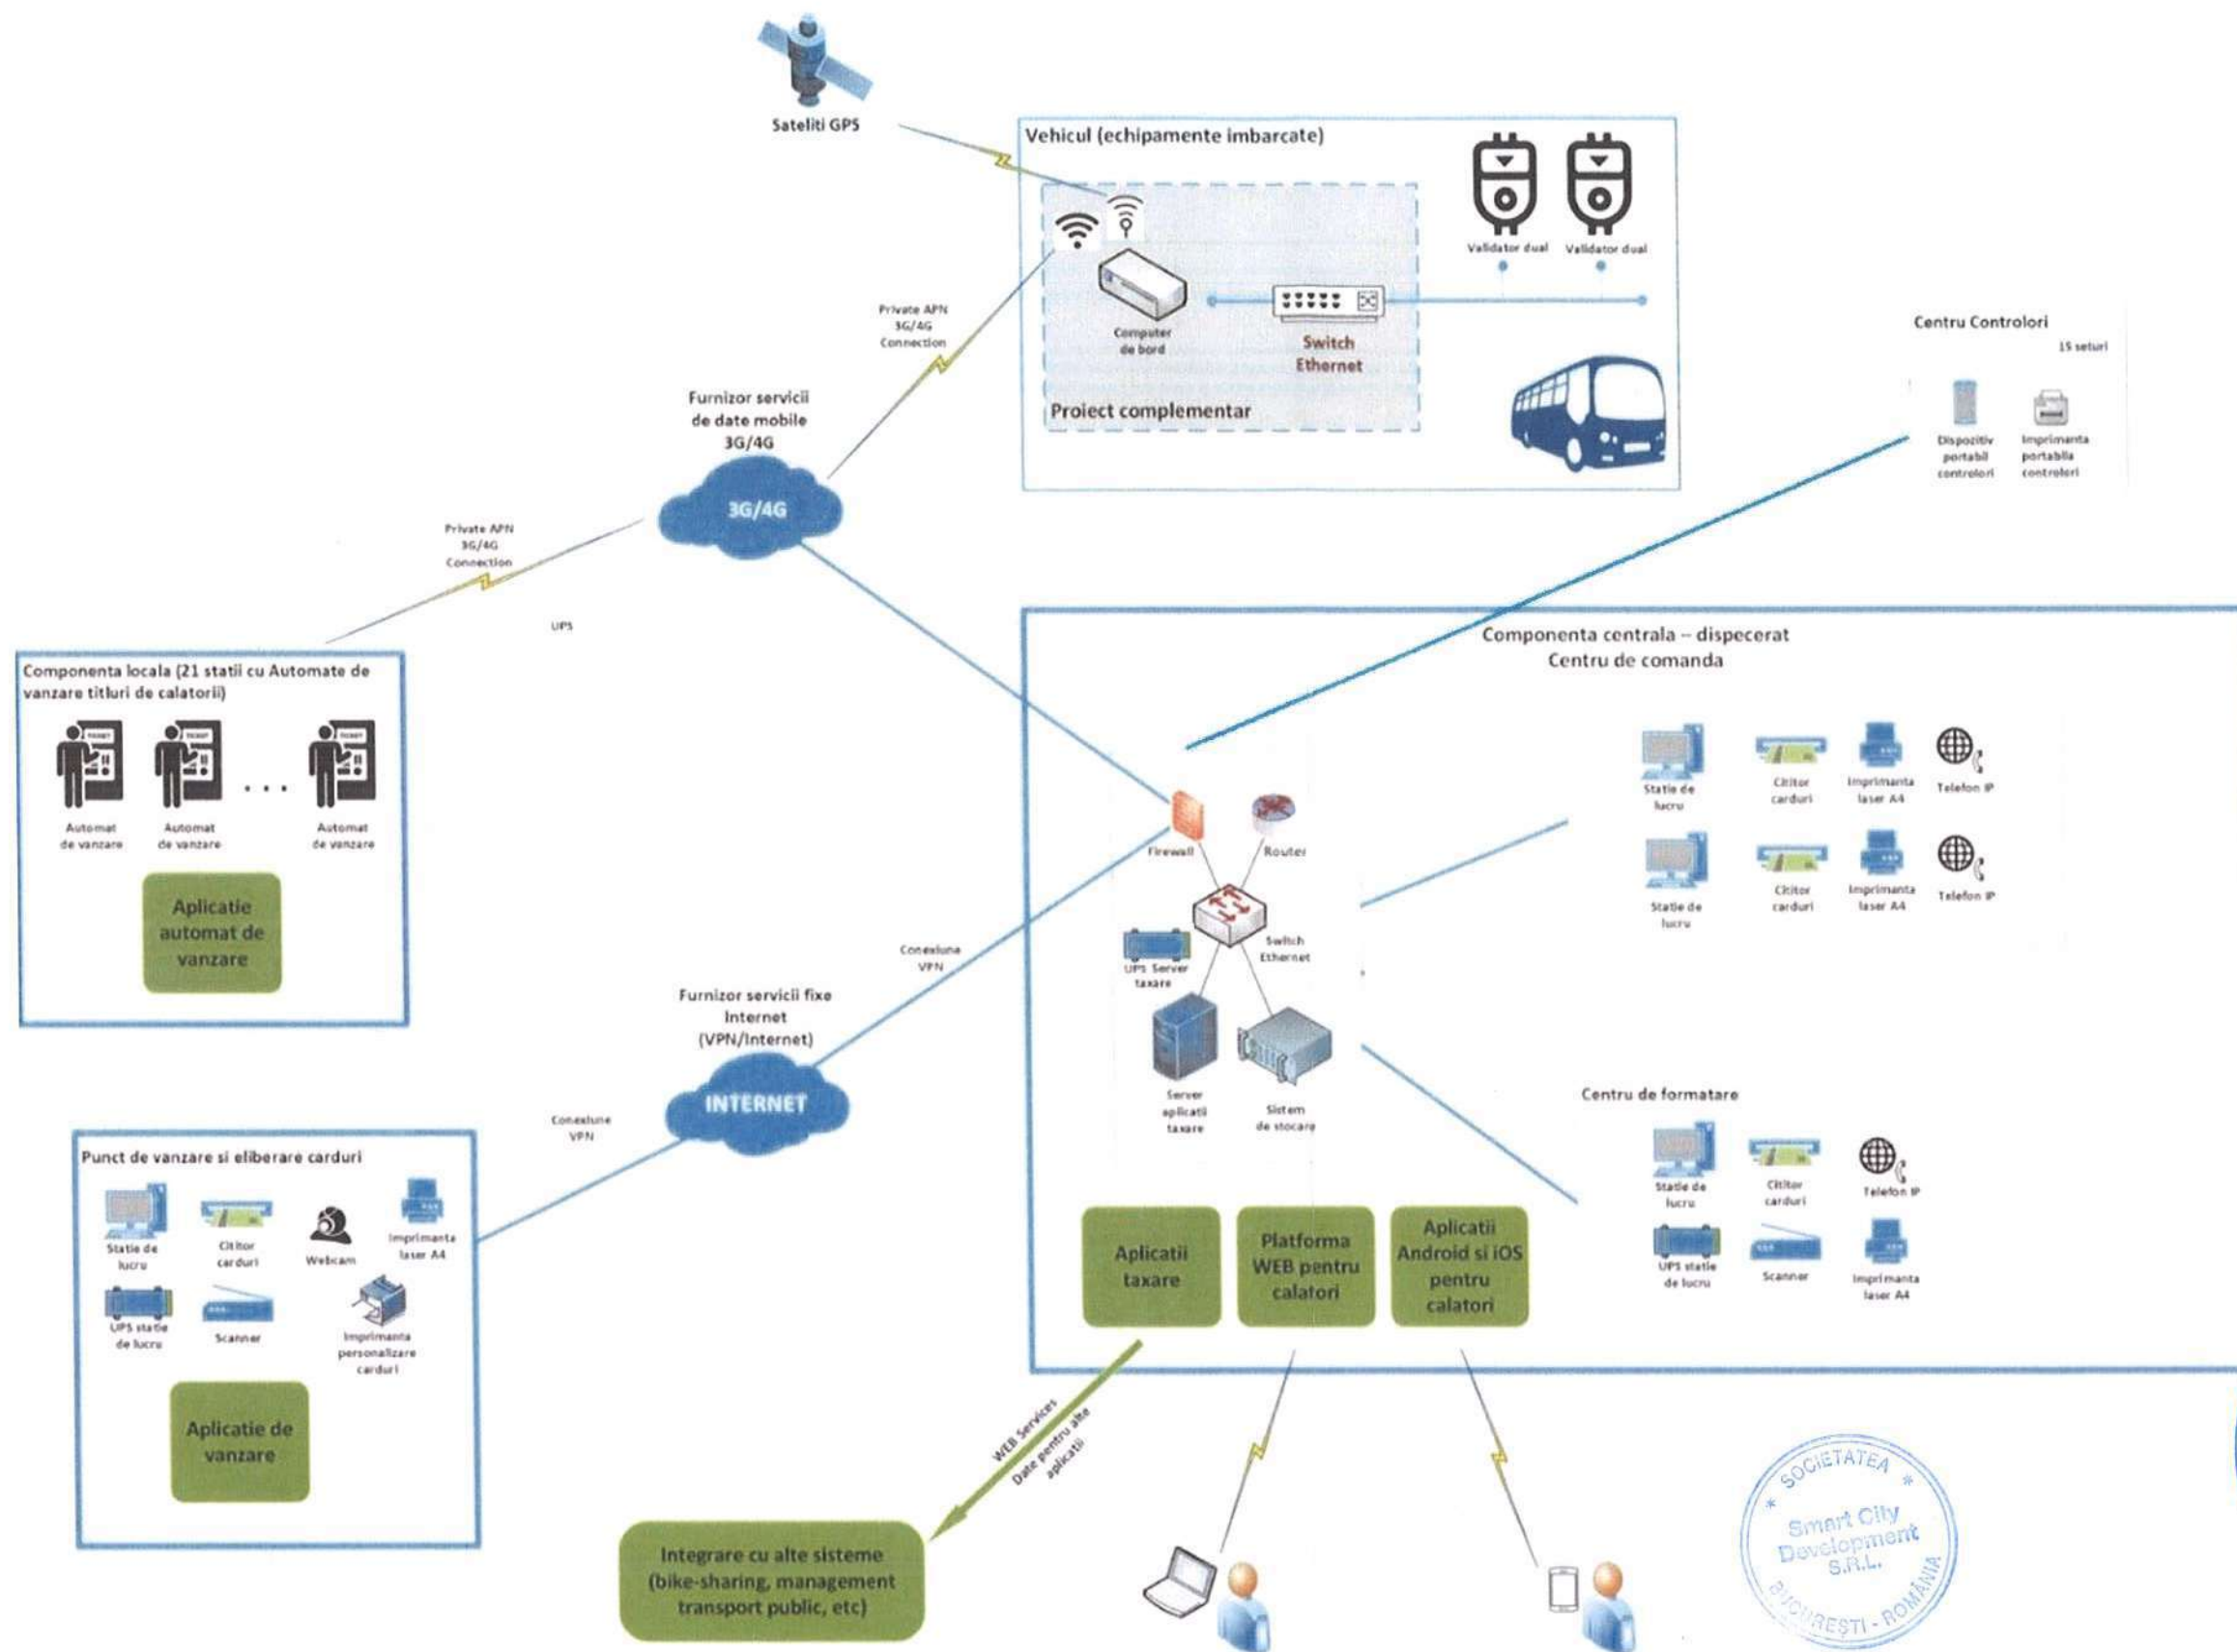 Sateliti GPS
Vehicul (echipamente imbarcate)
Validator dual
Validator dual
Computer
de bord
Switch
Ethernet
Proiect complementar
Private APN
3G/4G
Connection
Furnizor servicii
de date mobile
3G/4G
3G/4G
Private APN
3G/4G
Connection
UPS
Centru Controlori
15 seturi
Dispozitiv
portabil
controlori
Imprimanta
portabila
controlori
Componenta locala (21 statii cu Automate de
vanzare titluri de calatorii)
TICKET
TICKET
TICKET
. . .
Automat
de vanzare
Automat
de vanzare
Automat
de vanzare
Aplicatie
automat de
vanzare
Componenta centrala – dispecerat
Centru de comanda
Statie de
lucru
Cititor
carduri
Imprimanta
laser A4
Telefon IP
Statie de
lucru
Cititor
carduri
Imprimanta
laser A4
Telefon IP
Firewall
Router
Switch
Ethernet
UPS Server
taxare
Server
aplicatii
taxare
Sistem
de stocare
Conexiune
VPN
Furnizor servicii fixe
Internet
(VPN/Internet)
INTERNET
Conexiune
VPN
Centru de formatare
Statie de
lucru
Cititor
carduri
Telefon IP
UPS statie
de lucru
Scanner
Imprimanta
laser A4
Punct de vanzare si eliberare carduri
Statie de
lucru
Cititor
carduri
Webcam
Imprimanta
laser A4
UPS statie
de lucru
Scanner
Imprimanta
personalizare
carduri
Aplicatie de
vanzare
Aplicatii
taxare
Platforma
WEB pentru
calatori
Aplicatii
Android si iOS
pentru
calatori
WEB Services
Date pentru alte
aplicatii
Integrare cu alte sisteme
(bike-sharing, management
transport public, etc)
* SOCIETATEA *
Smart City
Development
S.R.L.
BUCUREŞTI - ROMÂNIA